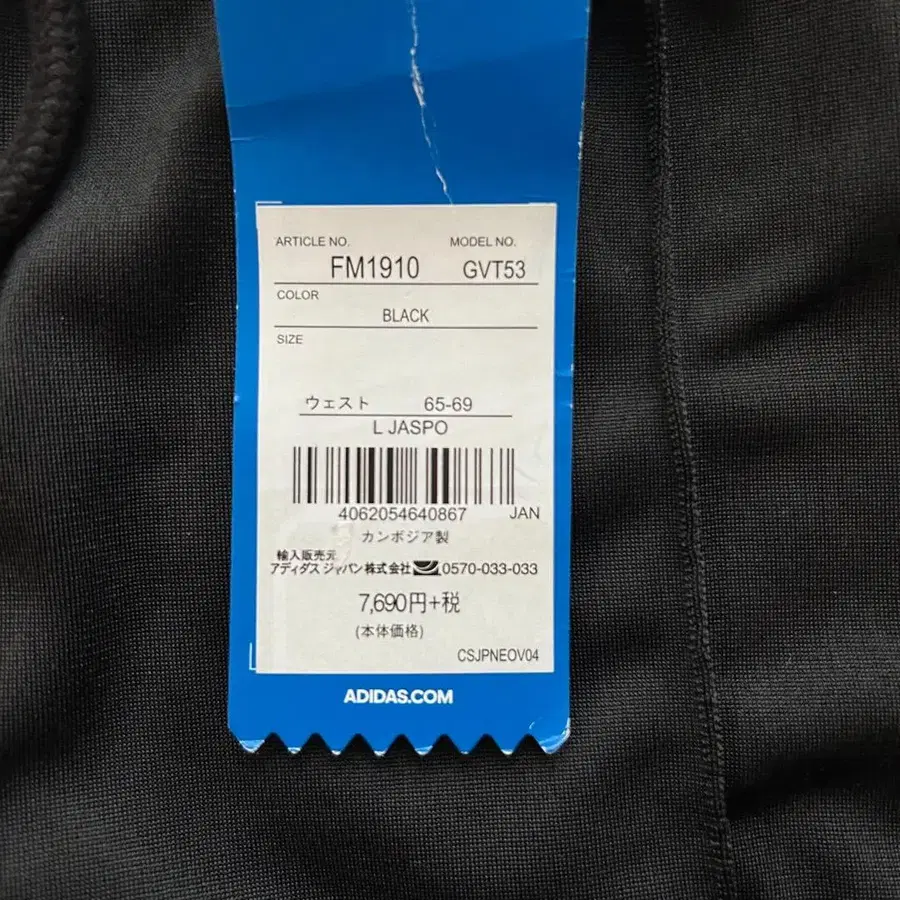 ARTICLE NO. MODEL NO.
FM1910 GVT53
COLOR
BLACK
SIZE
ウェスト 65-69
L JASPO
4062054640867 JAN
カンボジア製
輸入販売元
アディダス ジャパン株式会社 0570-033-033
7,690円+税
(本体価格)
CSJPNEOV04
ADIDAS.COM